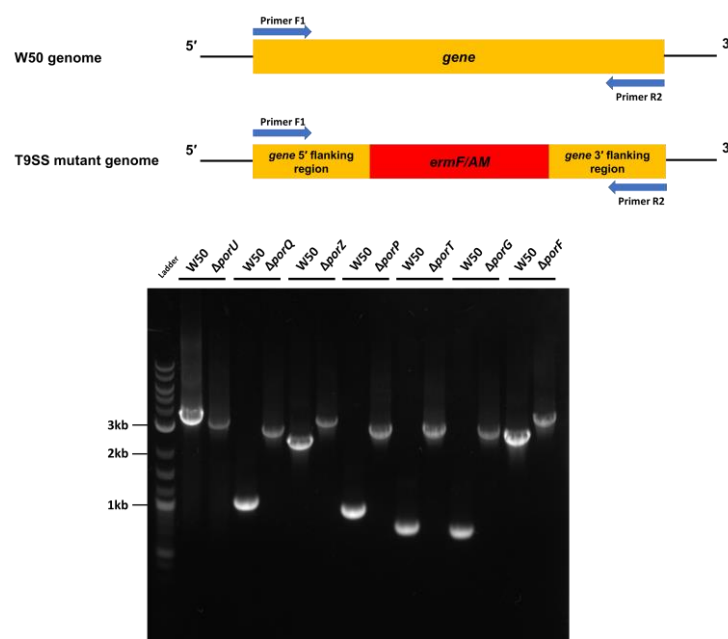 Primer F1
5′
3
W50 genome
gene
Primer R2
Primer F1
5′
3
T9SS mutant genome
gene 5′ flanking region
ermF/AM
gene 3′ flanking region
Primer R2
Ladder
W50
ΔporU
W50
ΔporQ
W50
ΔporZ
W50
ΔporP
W50
ΔporT
W50
ΔporG
W50
ΔporF
3kb
2kb
1kb